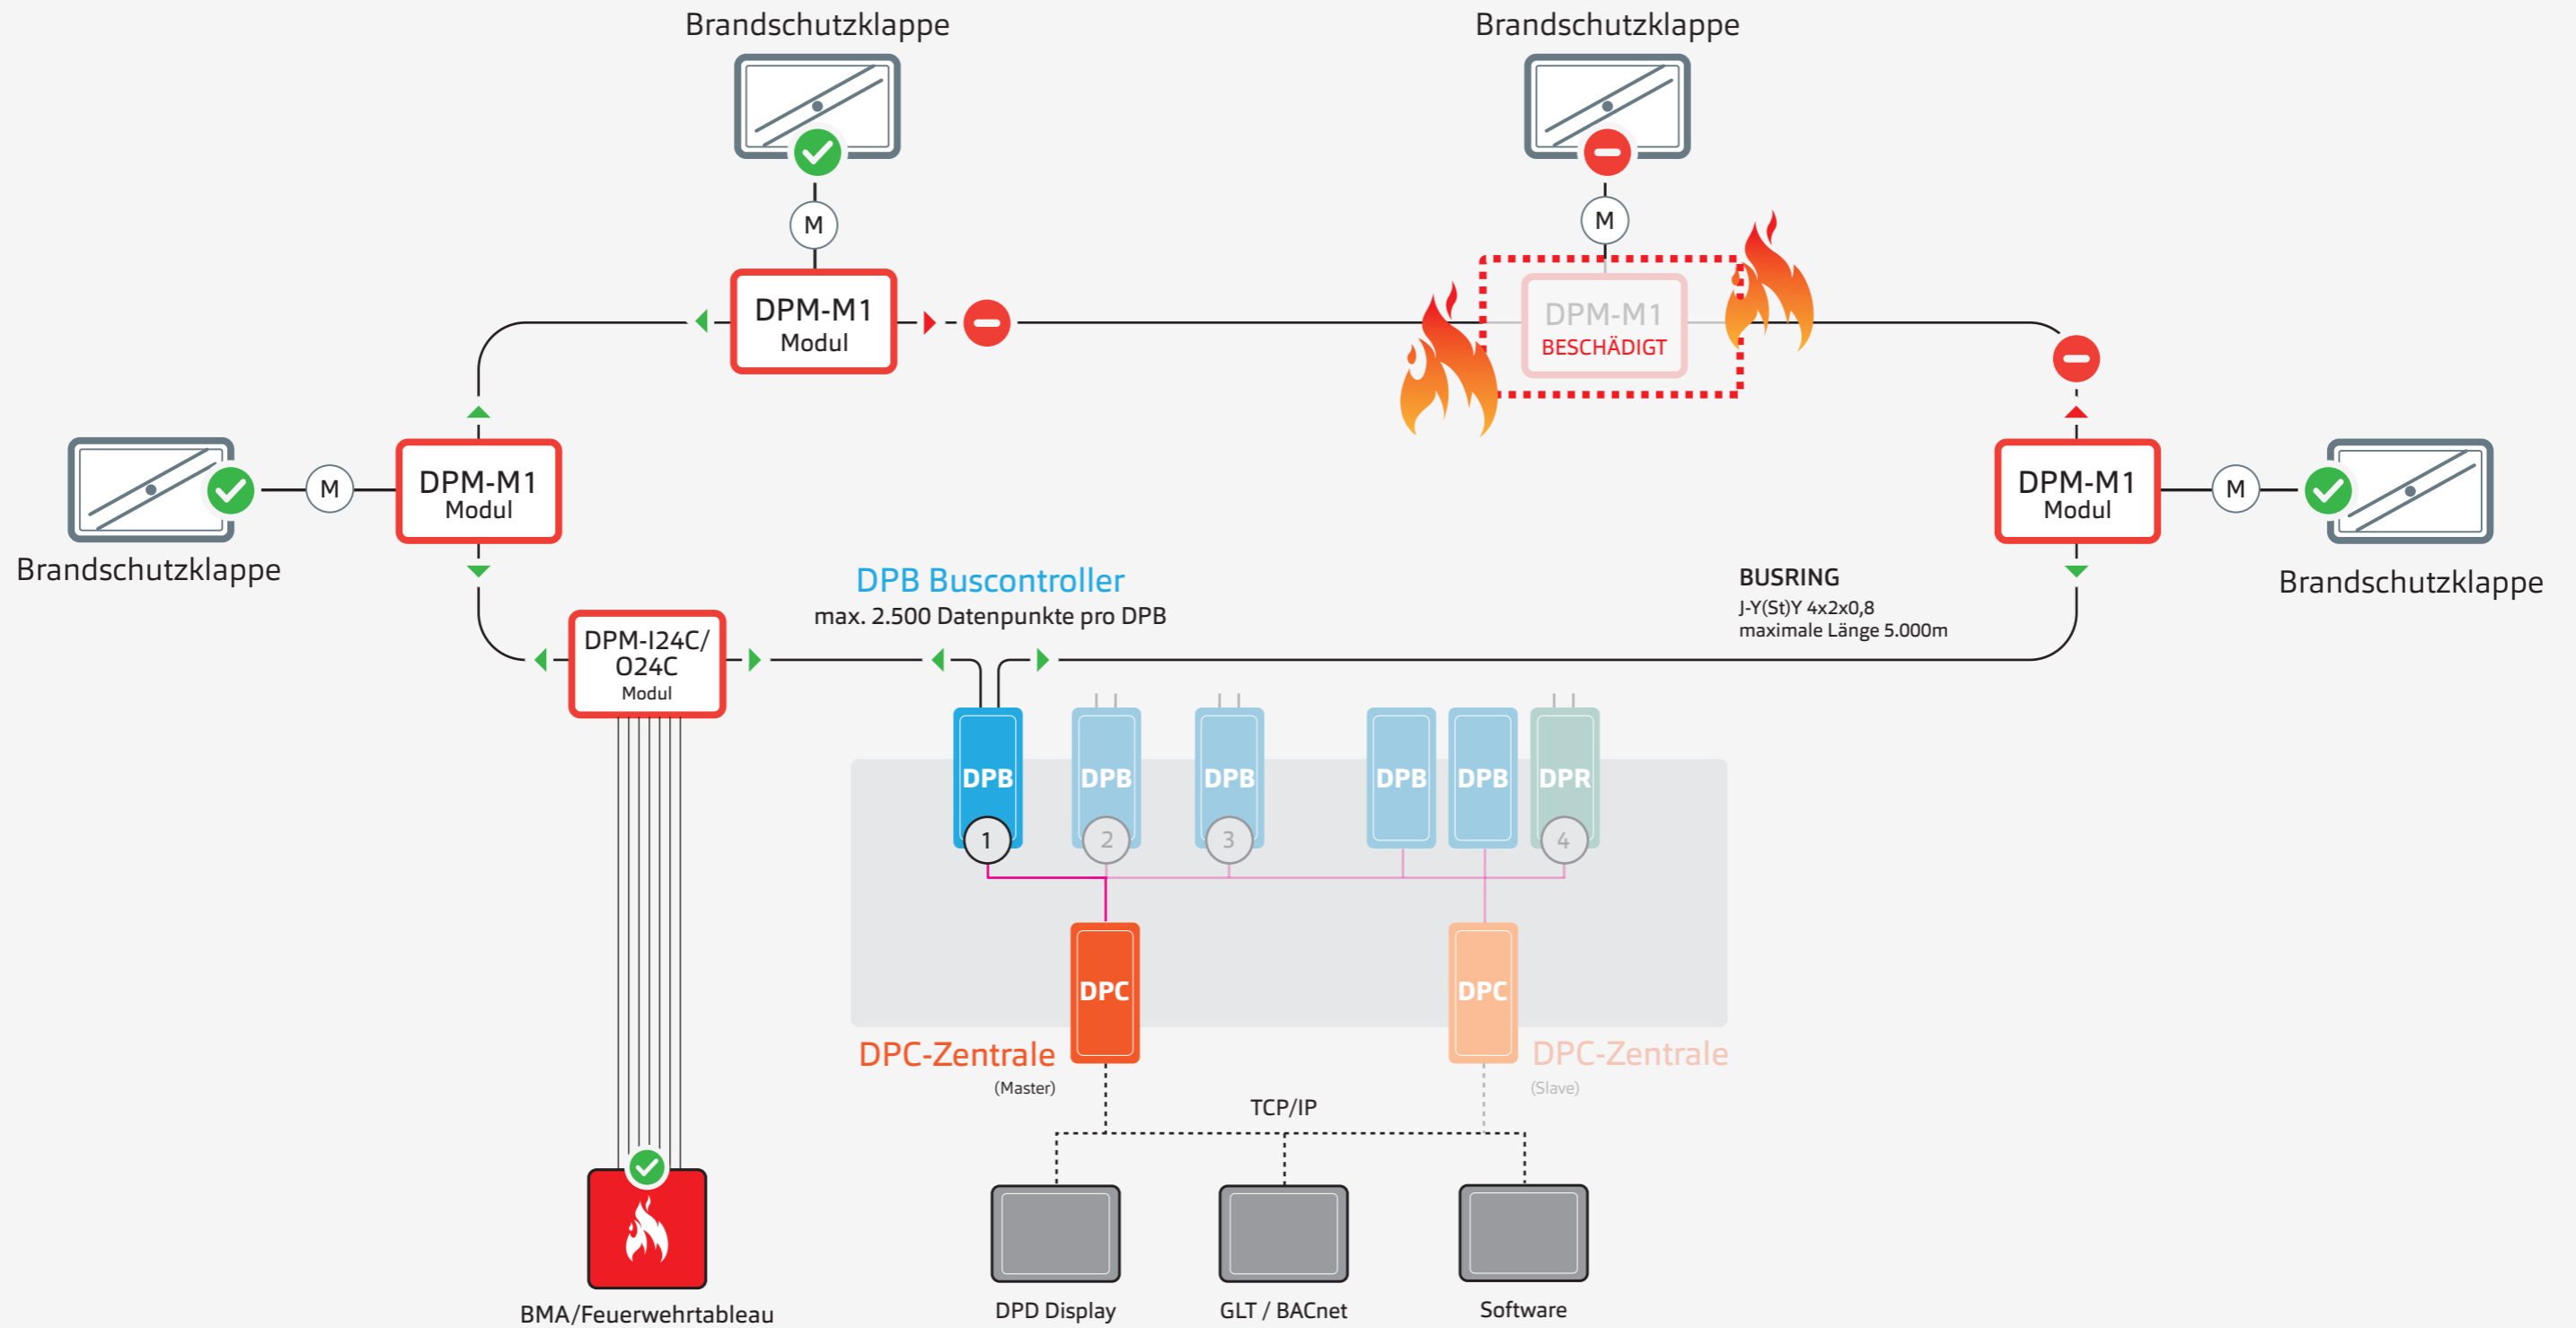 Brandschutzklappe
Brandschutzklappe
M
M
DPM-M1
Modul
DPM-M1
BESCHÄDIGT
DPM-M1
Modul
M
Brandschutzklappe
DPM-M1
Modul
M
Brandschutzklappe
DPB Buscontroller
max. 2.500 Datenpunkte pro DPB
BUSRING
J-Y(St)Y 4x2x0,8
maximale Länge 5.000m
DPM-I24C/
O24C
Modul
DPB
DPB
DPB
DPB
DPB
DPR
1
2
3
4
DPC
DPC
DPC-Zentrale
(Master)
DPC-Zentrale
(Slave)
TCP/IP
BMA/Feuerwehrtableau
DPD Display
GLT / BACnet
Software